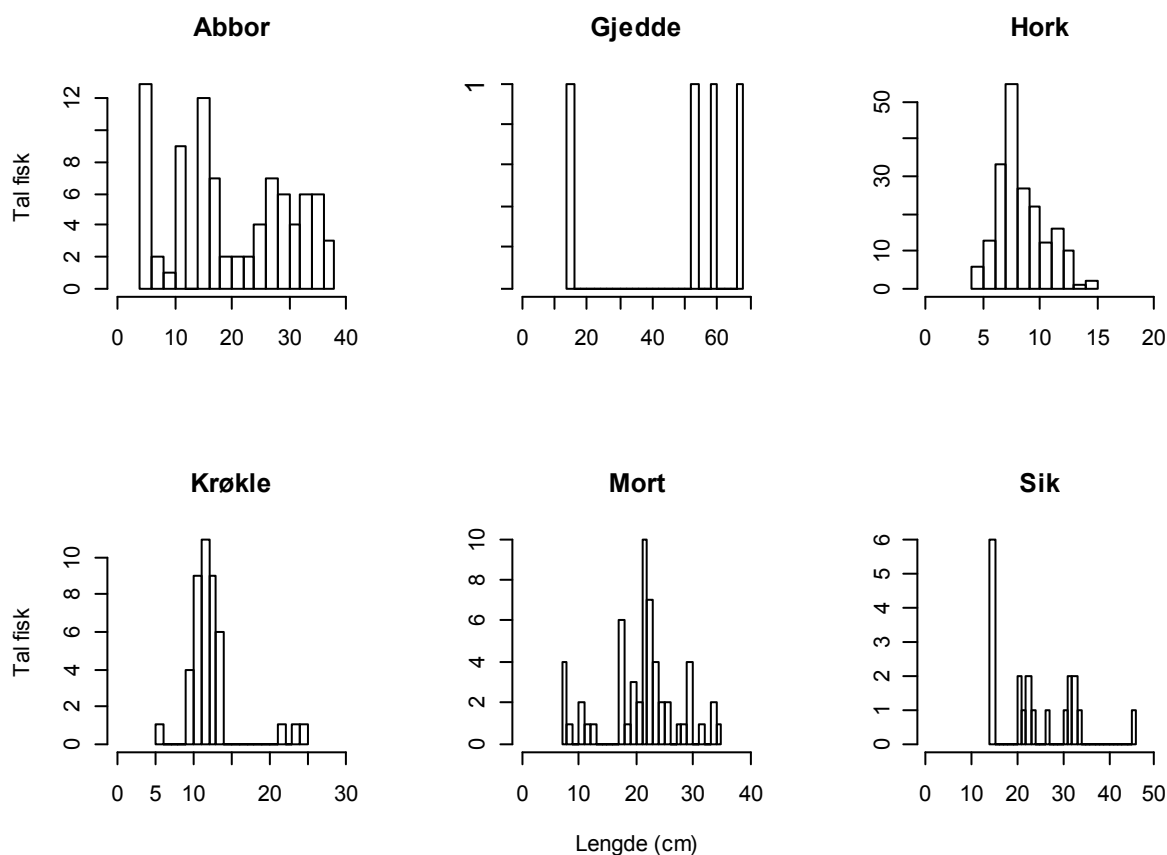 Abbor
Gjedde
Hork
Tal fisk
0 2 4 6 8 12
0 10 20 30 40
1
0 20 40 60
0 10 30 50
0 5 10 15 20
Krøkle
Mort
Sik
Tal fisk
0 2 4 6 8 10
0 5 10 20 30
0 2 4 6 8 10
0 10 20 30 40
0 1 2 3 4 5 6
0 10 20 30 40 50
Lengde (cm)